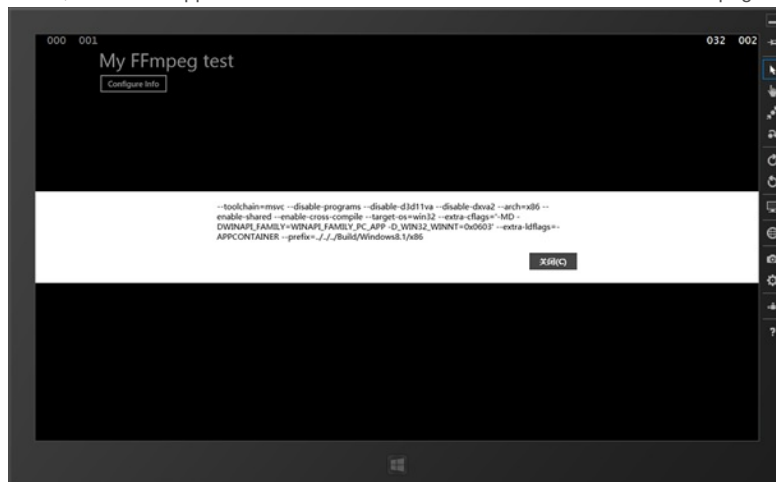 000 001
032 002
My FFmpeg test
Configure Info
--toolchain=msvc --disable-programs --disable-d3d11va --disable-dxva2 --arch=x86 --
enable-shared --enable-cross-compile --target-os=win32 --extra-cflags='-MD -
DWINAPI_FAMILY=WINAPI_FAMILY_PC_APP -D_WIN32_WINNT=0x0603' --extra-ldflags=-
APPCONTAINER --prefix=../../../Build/Windows8.1/x86
关闭(C)
?